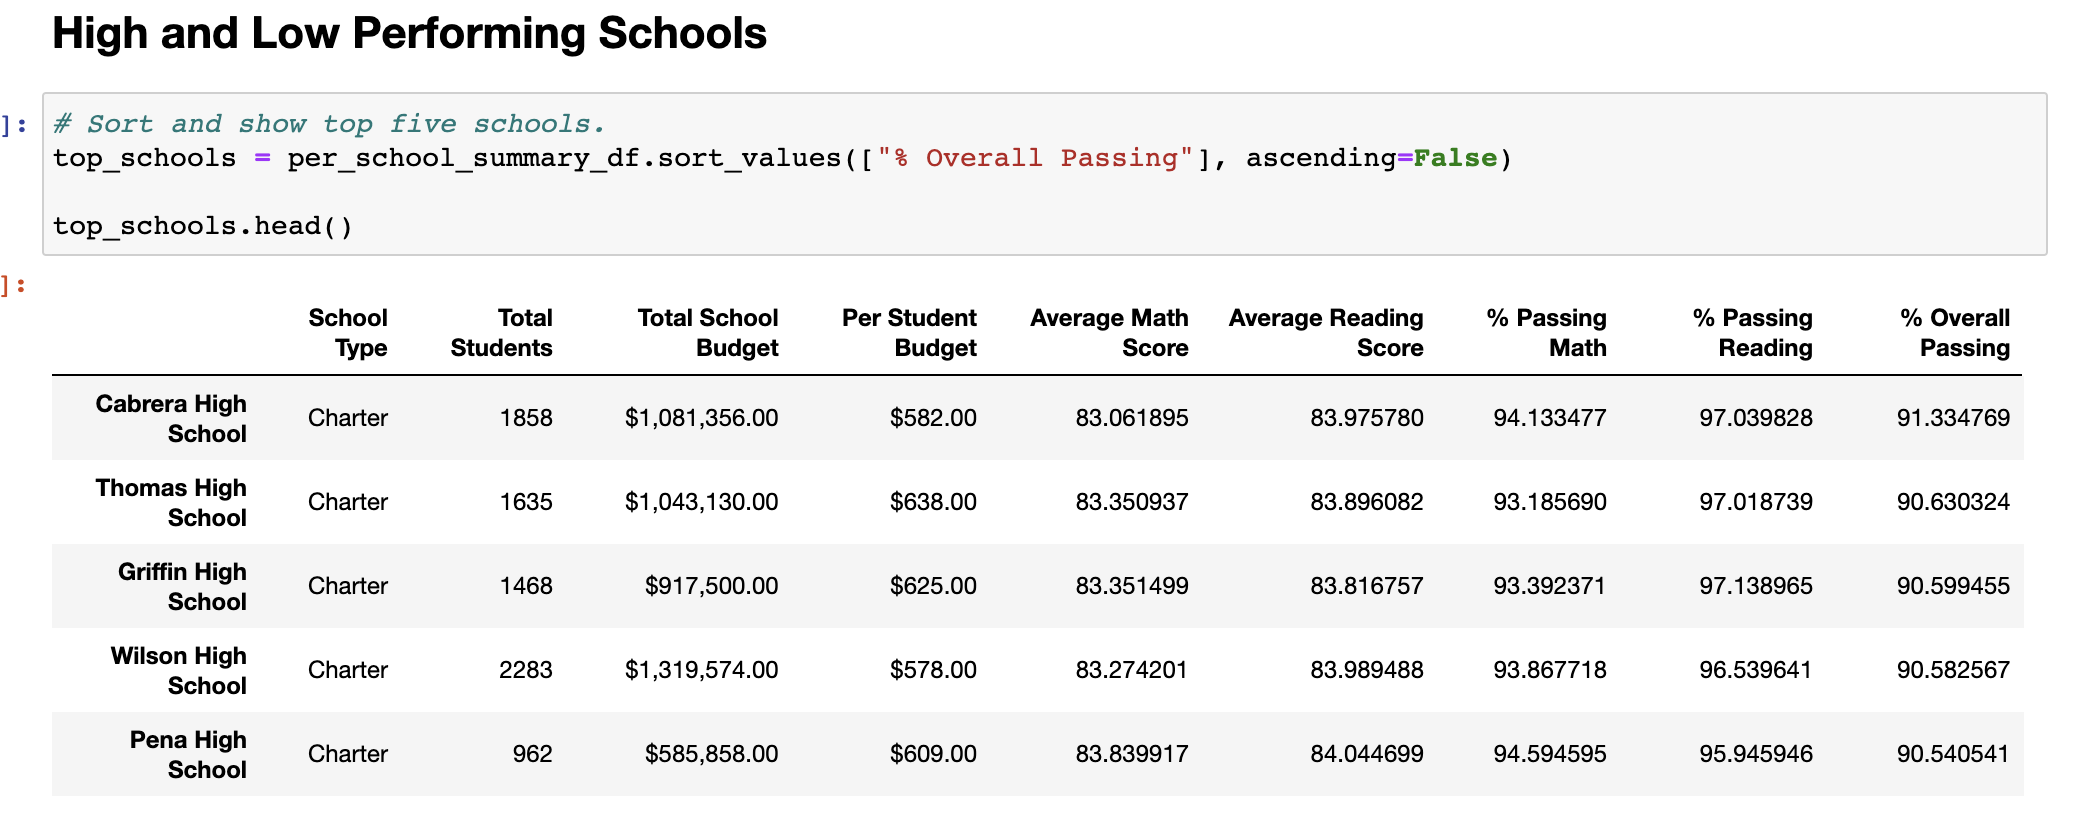 High and Low Performing Schools
]:
# Sort and show top five schools.
top_schools = per_school_summary_df.sort_values(["% Overall Passing"], ascending=False)
top_schools.head()
]:
School Type Total Students Total School Budget Per Student Budget Average Math Score Average Reading Score % Passing Math % Passing Reading % Overall Passing
Cabrera High School Charter 1858 $1,081,356.00 $582.00 83.061895 83.975780 94.133477 97.039828 91.334769
Thomas High School Charter 1635 $1,043,130.00 $638.00 83.350937 83.896082 93.185690 97.018739 90.630324
Griffin High School Charter 1468 $917,500.00 $625.00 83.351499 83.816757 93.392371 97.138965 90.599455
Wilson High School Charter 2283 $1,319,574.00 $578.00 83.274201 83.989488 93.867718 96.539641 90.582567
Pena High School Charter 962 $585,858.00 $609.00 83.839917 84.044699 94.594595 95.945946 90.540541